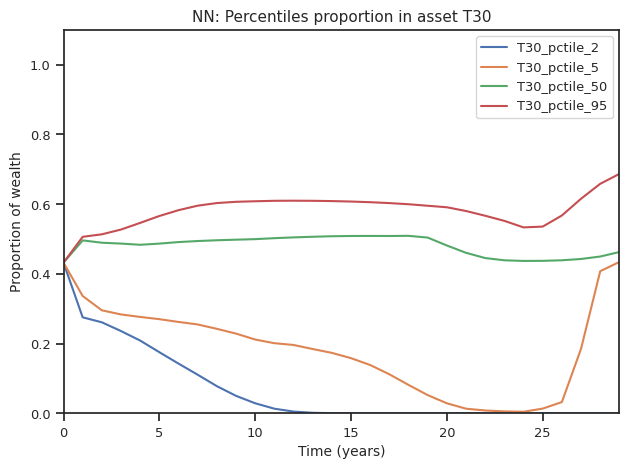 NN: Percentiles proportion in asset T30
T30_pctile_2
T30_pctile_5
T30_pctile_50
T30_pctile_95
Proportion of wealth
1.0
0.8
0.6
0.4
0.2
0.0
0 5 10 15 20 25
Time (years)